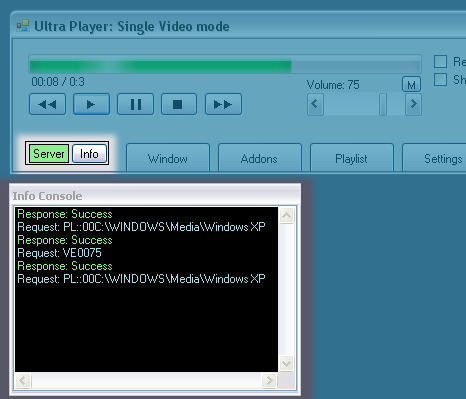 Ultra Player: Single Video mode
00:08 / 0:3
Volume: 75
M
Re
Sh
Server
Info
Window
Addons
Playlist
Settings
Info Console
Response: Success
Request: PL::00C:\WINDOWS\Media\Windows XP
Response: Success
Request: VE0075
Response: Success
Request: PL::00C:\WINDOWS\Media\Windows XP